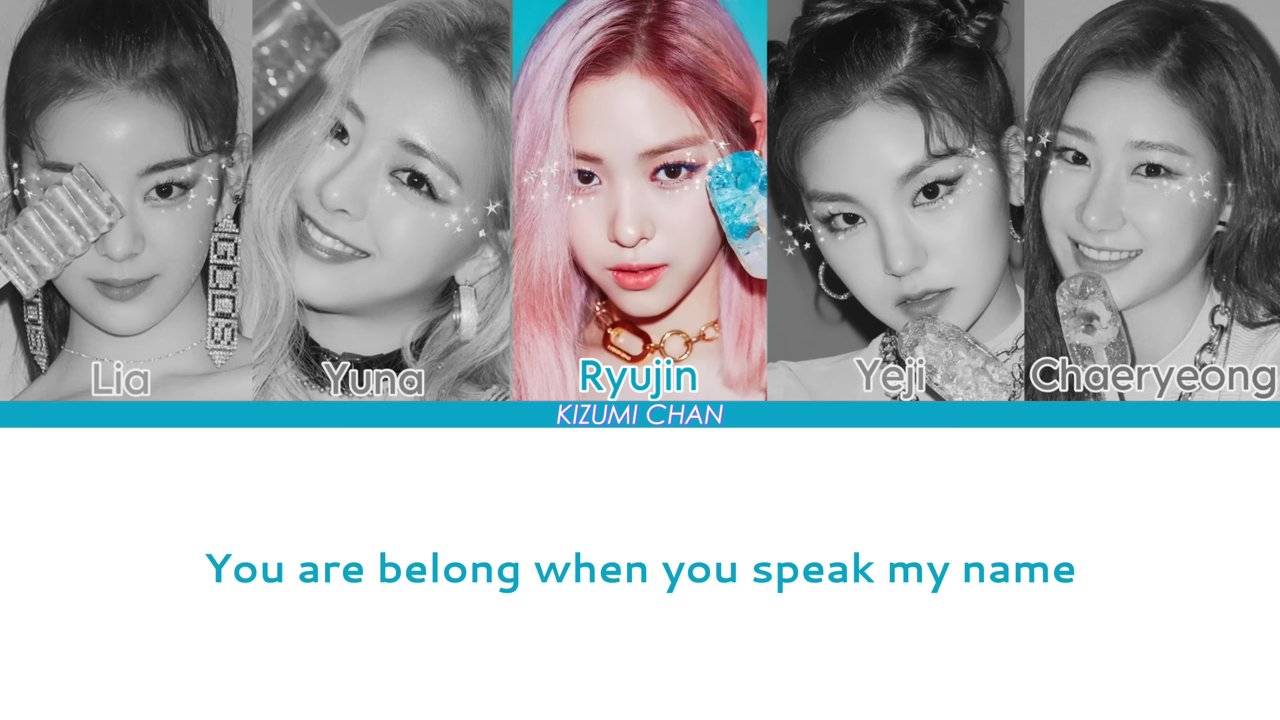 Lia
Yuna
Ryujin
Yeji
Chaeryeong
KIZUMI CHAN
You are belong when you speak my name